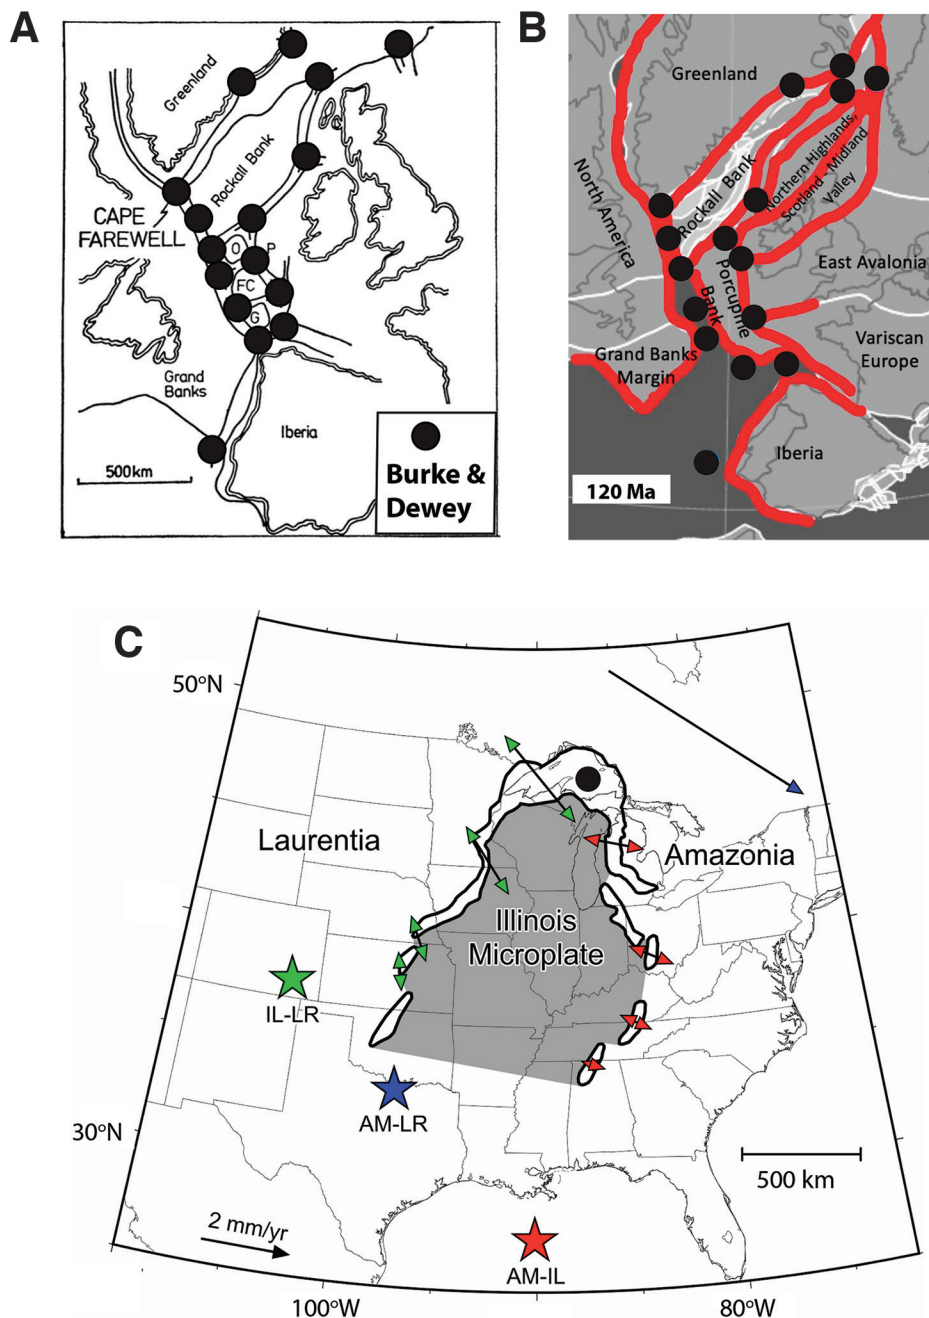 A
Greenland
Rockall Bank
CAPE
FAREWELL
O
P
FC
G
Grand
Banks
Iberia
500km
Burke &
Dewey
B
Greenland
North America
Rockall Bank
Northern Highlands,
Scotland - Midland
Valley
Porcupine
Bank
East Avalonia
Grand Banks
Margin
Variscan
Europe
Iberia
120 Ma
C
50°N
Laurentia
Amazonia
Illinois
Microplate
IL-LR
AM-LR
30°N
500 km
2 mm/yr
AM-IL
100°W
80°W